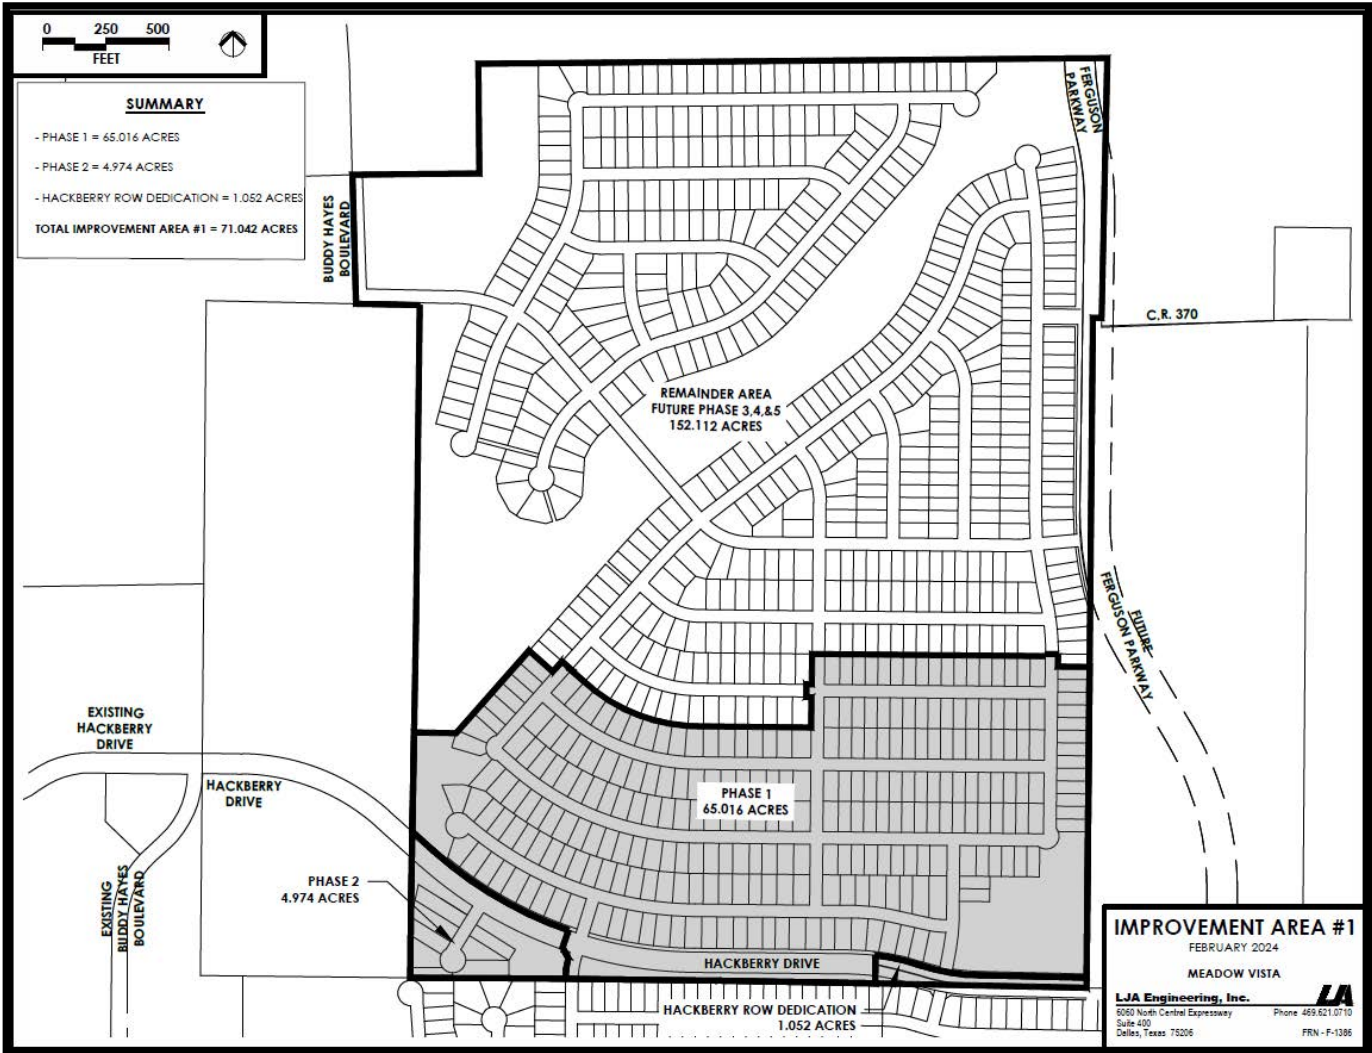 0 250 500
FEET
SUMMARY
- PHASE 1 = 65.016 ACRES
- PHASE 2 = 4.974 ACRES
- HACKBERRY ROW DEDICATION = 1.052 ACRES
TOTAL IMPROVEMENT AREA #1 = 71.042 ACRES
BUDDY HAYES
BOULEVARD
FERGUSON
PARKWAY
C.R. 370
REMAINDER AREA
FUTURE PHASE 3,4,&5
152.112 ACRES
FUTURE
FERGUSON PARKWAY
EXISTING
HACKBERRY
DRIVE
HACKBERRY
DRIVE
PHASE 1
65.016 ACRES
PHASE 2
4.974 ACRES
EXISTING
BUDDY HAYES
BOULEVARD
HACKBERRY DRIVE
HACKBERRY ROW DEDICATION
1.052 ACRES
IMPROVEMENT AREA #1
FEBRUARY 2024
MEADOW VISTA
LJA Engineering, Inc.
LJA
6060 North Central Expressway Phone 469.621.0710
Suite 400
Dallas, Texas 75206 FRN - F-1386